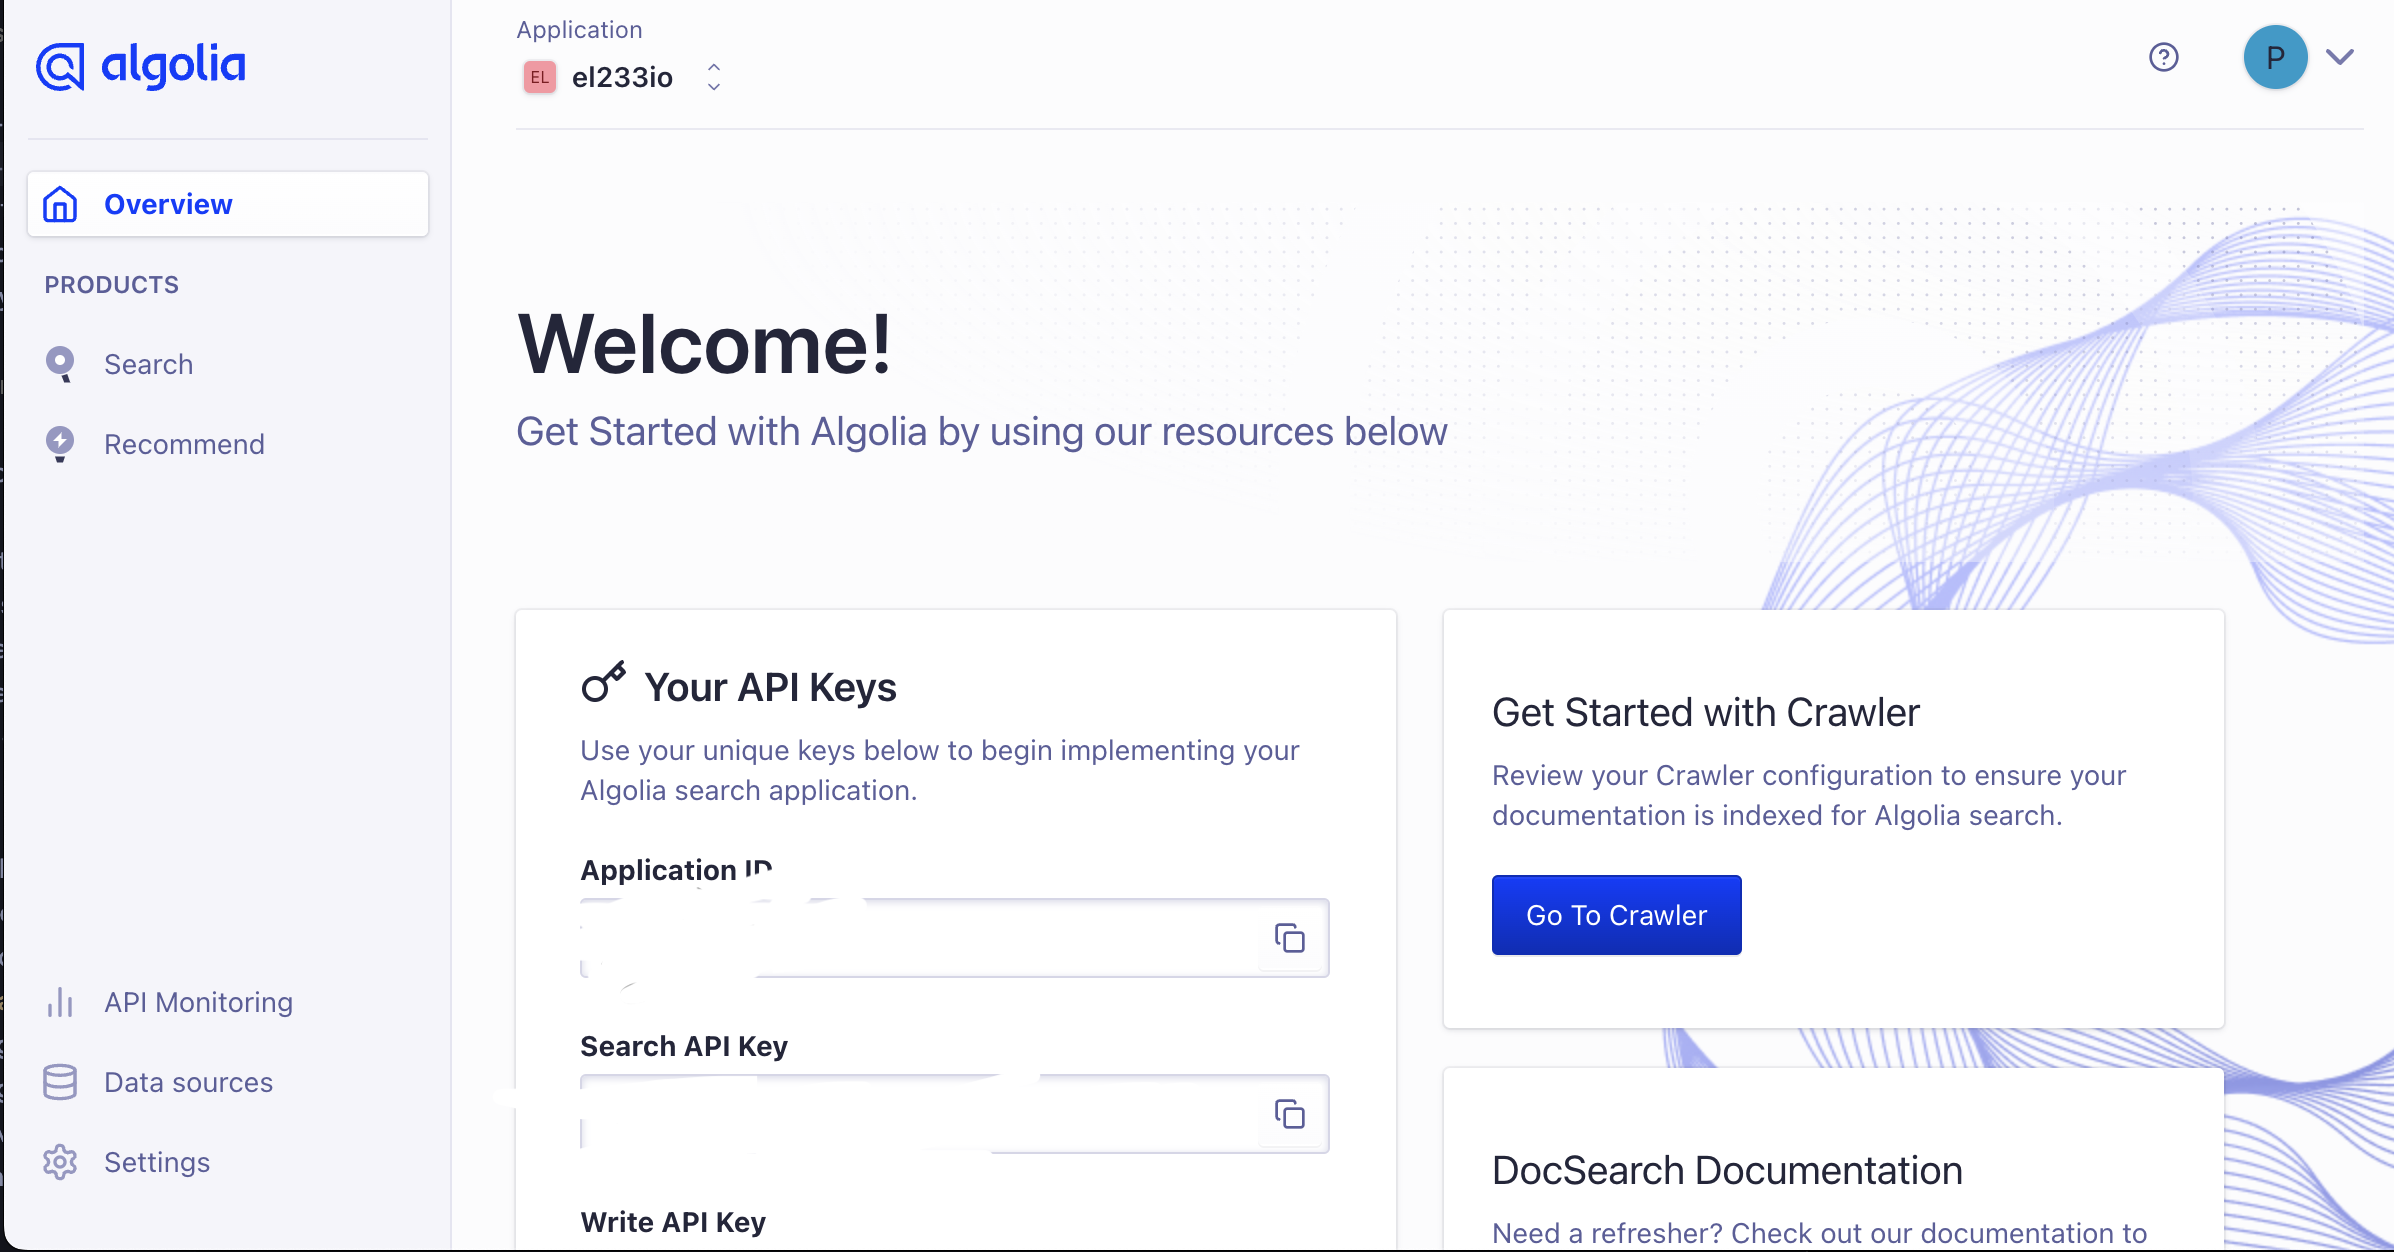 algolia
Overview
PRODUCTS
Search
Recommend
API Monitoring
Data sources
Settings
Application
EL el233io
P
Welcome!
Get Started with Algolia by using our resources below
Your API Keys
Use your unique keys below to begin implementing your
Algolia search application.
Application ID
Search API Key
Write API Key
Get Started with Crawler
Review your Crawler configuration to ensure your
documentation is indexed for Algolia search.
Go To Crawler
DocSearch Documentation
Need a refresher? Check out our documentation to